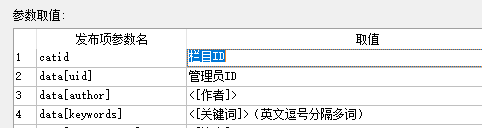 参数取值:
发布项参数名 取值
1 catid 栏目ID
2 data[uid] 管理员ID
3 data[author] <[作者]>
4 data[keywords] <[关键词]>（英文逗号分隔多词）